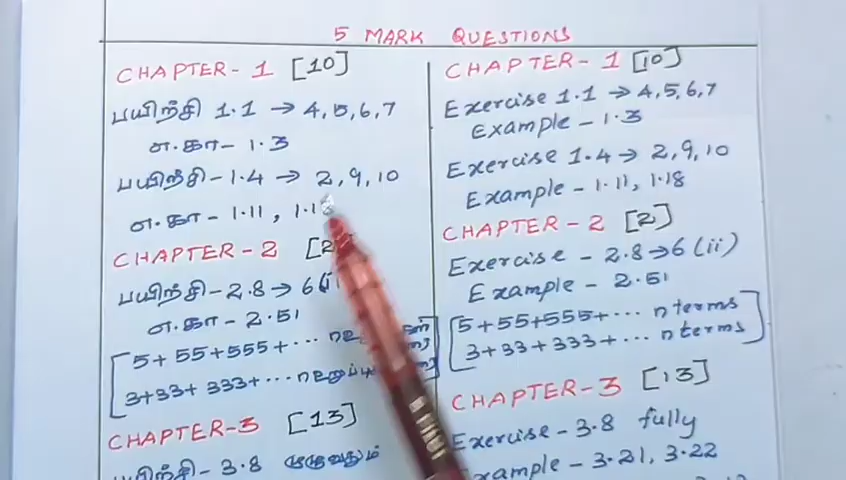 5 MARK QUESTIONS
CHAPTER - 1 [10]
பயிற்சி 1.1 → 4, 5, 6, 7
எ.கா - 1.3
பயிற்சி - 1.4 → 2, 9, 10
எ.கா - 1.11, 1.18
CHAPTER - 2 [2]
பயிற்சி - 2.8 → 6
எ.கா - 2.51
5 + 55 + 555 + ...
3+33+ 333+ ...
CHAPTER-3 [13]
பயிற்சி - 3.8 முழுவதும்
CHAPTER - 1 [10]
Exercise 1.1 → 4, 5, 6, 7
Example - 1.3
Exercise 1.4 → 2, 9, 10
Example - 1.11, 1.18
CHAPTER - 2 [2]
Exercise - 2.8 → 6 (ii)
Example - 2.51
5+55+555+ ... n terms
3+33+333+ ... n terms
CHAPTER-3 [13]
Exercise - 3.8 fully
Example - 3.21, 3.22